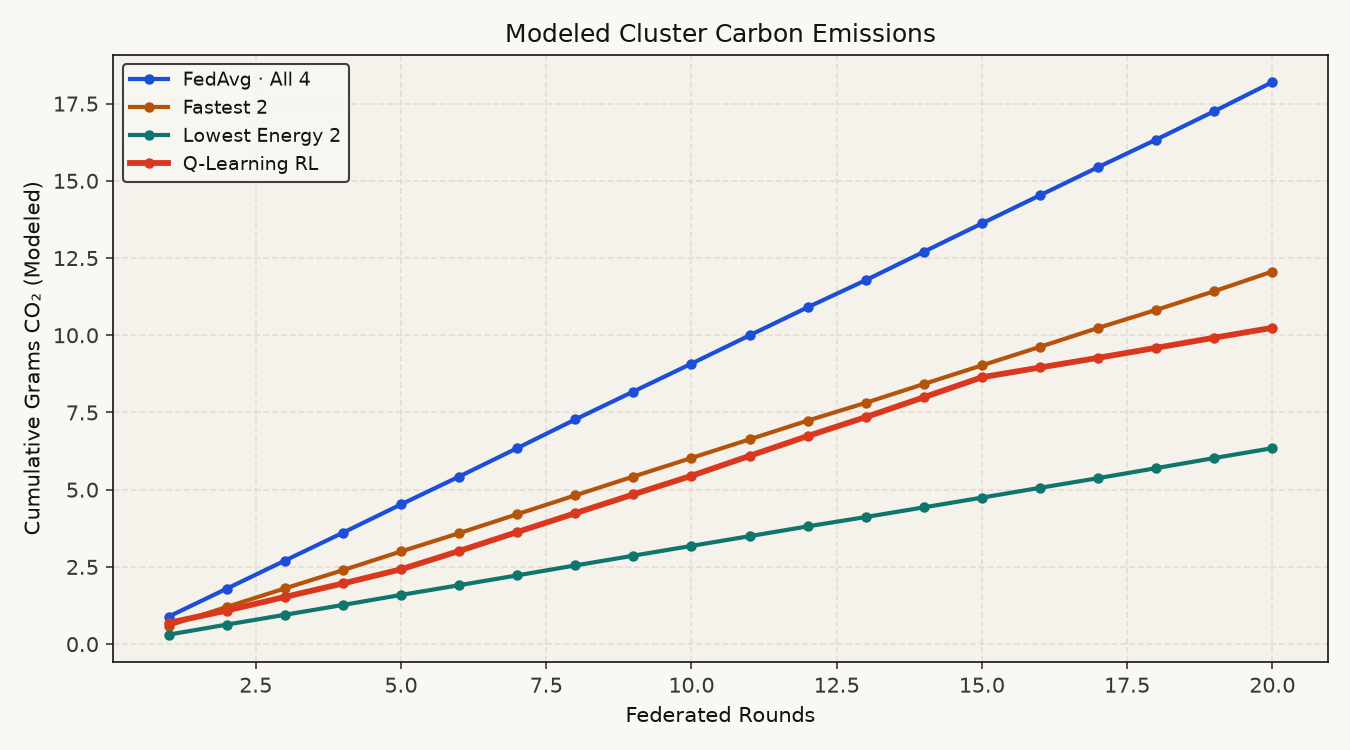 Modeled Cluster Carbon Emissions
FedAvg · All 4
Fastest 2
Lowest Energy 2
Q-Learning RL
Cumulative Grams CO₂ (Modeled)
17.5
15.0
12.5
10.0
7.5
5.0
2.5
0.0
2.5 5.0 7.5 10.0 12.5 15.0 17.5 20.0
Federated Rounds